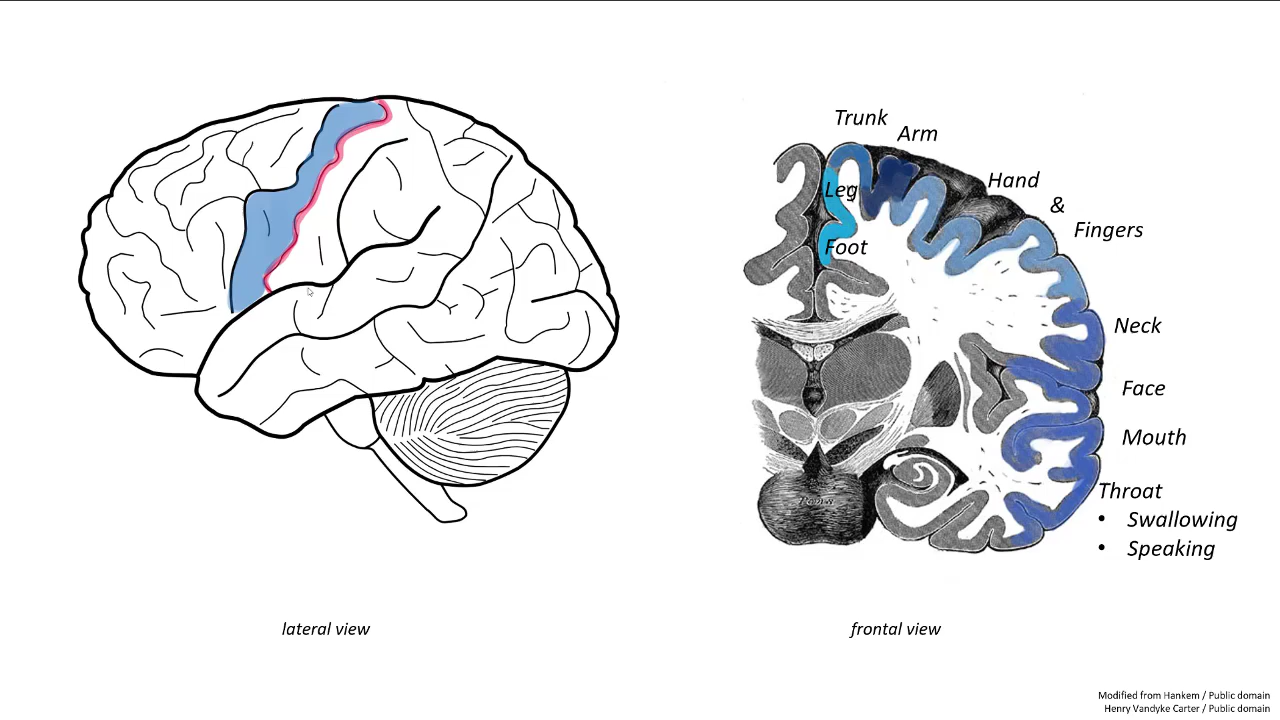 Trunk
Arm
Leg
Hand
&
Fingers
Foot
Neck
Face
Mouth
Throat
• Swallowing
• Speaking
Pons
lateral view
frontal view
Modified from Hankem / Public domain
Henry Vandyke Carter / Public domain